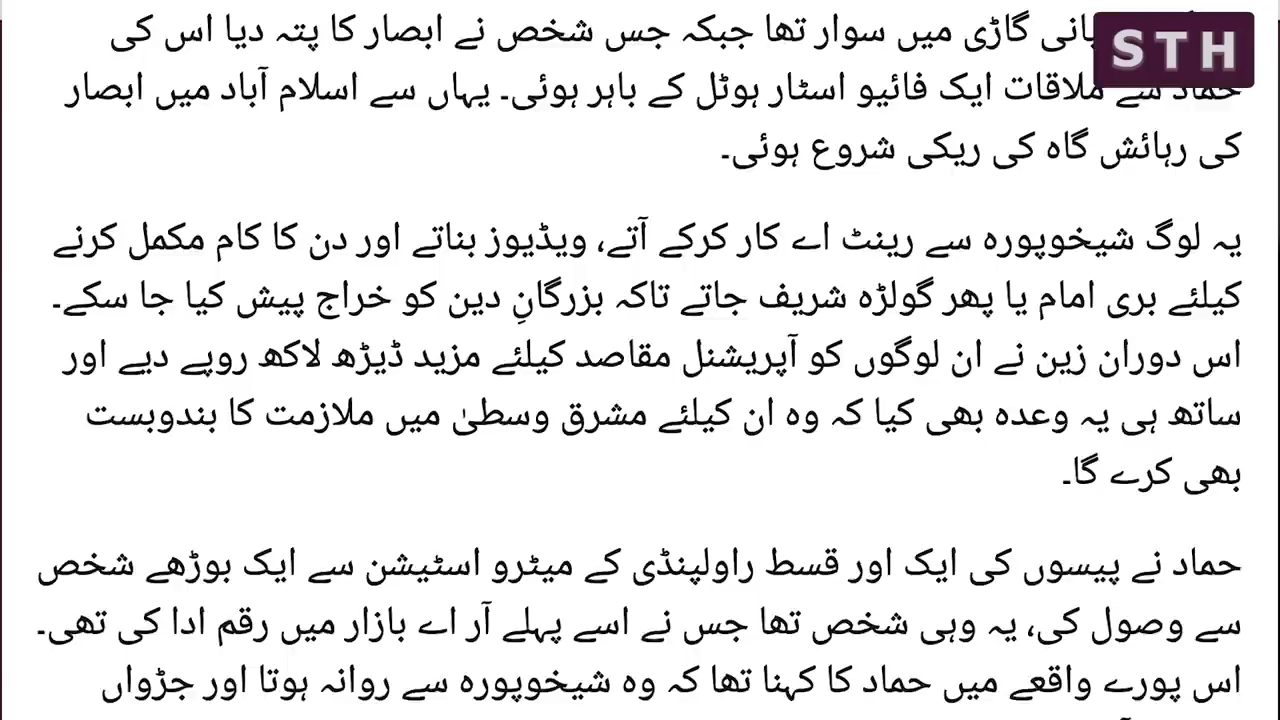 STH
گاڑی میں سوار تھا جبکہ جس شخص نے ابصار کا پتہ دیا اس کی
حماد سے ملاقات ایک فائیو اسٹار ہوٹل کے باہر ہوئی۔ یہاں سے اسلام آباد میں ابصار
کی رہائش گاہ کی ریکی شروع ہوئی۔
یہ لوگ شیخوپورہ سے رینٹ اے کار کرکے آتے، ویڈیوز بناتے اور دن کا کام مکمل کرنے
کیلئے بری امام یا پھر گولڑہ شریف جاتے تاکہ بزرگانِ دین کو خراج پیش کیا جا سکے۔
اس دوران زین نے ان لوگوں کو آپریشنل مقاصد کیلئے مزید ڈیڑھ لاکھ روپے دیے اور
ساتھ ہی یہ وعدہ بھی کیا کہ وہ ان کیلئے مشرق وسطیٰ میں ملازمت کا بندوبست
بھی کرے گا۔
حماد نے پیسوں کی ایک اور قسط راولپنڈی کے میٹرو اسٹیشن سے ایک بوڑھے شخص
سے وصول کی، یہ وہی شخص تھا جس نے اسے پہلے آر اے بازار میں رقم ادا کی تھی۔
اس پورے واقعے میں حماد کا کہنا تھا کہ وہ شیخوپورہ سے روانہ ہوتا اور جڑواں